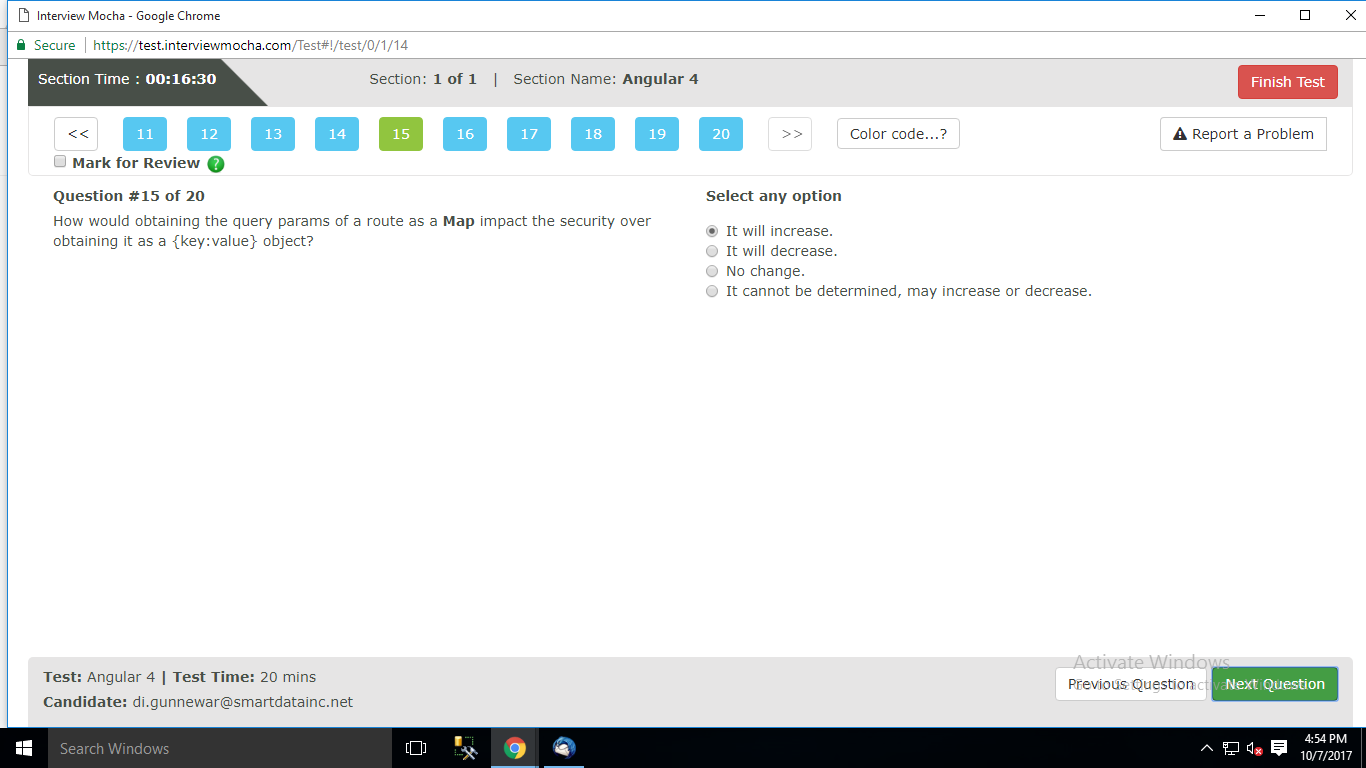 Interview Mocha - Google Chrome
Secure | https://test.interviewmocha.com/Test#!/test/0/1/14
Section Time : 00:16:30
Section: 1 of 1 | Section Name: Angular 4
Finish Test
<< 11 12 13 14 15 16 17 18 19 20 >> Color code...? Report a Problem
Mark for Review ?
Question #15 of 20
How would obtaining the query params of a route as a Map impact the security over
obtaining it as a {key:value} object?
Select any option
It will increase.
It will decrease.
No change.
It cannot be determined, may increase or decrease.
Test: Angular 4 | Test Time: 20 mins
Candidate: di.gunnewar@smartdatainc.net
Activate Windows
Previous Question
Next Question
Search Windows
4:54 PM
10/7/2017